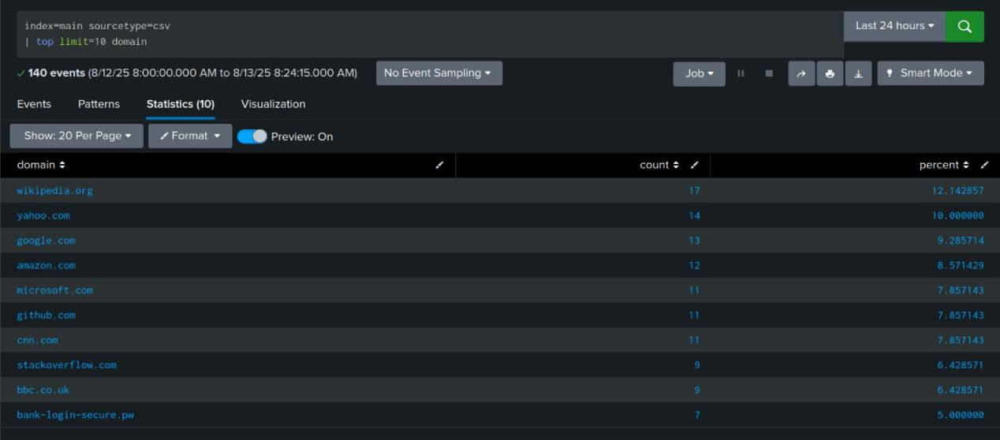 index=main sourcetype=csv
| top limit=10 domain
Last 24 hours
140 events (8/12/25 8:00:00.000 AM to 8/13/25 8:24:15.000 AM) No Event Sampling Job Smart Mode
Events Patterns Statistics (10) Visualization
Show: 20 Per Page Format Preview: On
domain count percent
wikipedia.org 17 12.142857
yahoo.com 14 10.000000
google.com 13 9.285714
amazon.com 12 8.571429
microsoft.com 11 7.857143
github.com 11 7.857143
cnn.com 11 7.857143
stackoverflow.com 9 6.428571
bbc.co.uk 9 6.428571
bank-login-secure.pw 7 5.000000